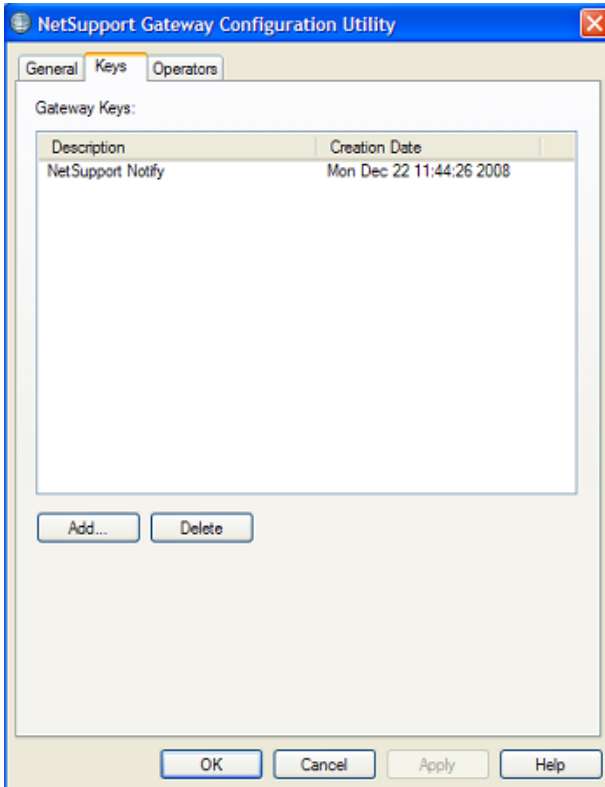 NetSupport Gateway Configuration Utility
General Keys Operators
Gateway Keys:
Description Creation Date
NetSupport Notify Mon Dec 22 11:44:26 2008
Add... Delete
OK Cancel Apply Help